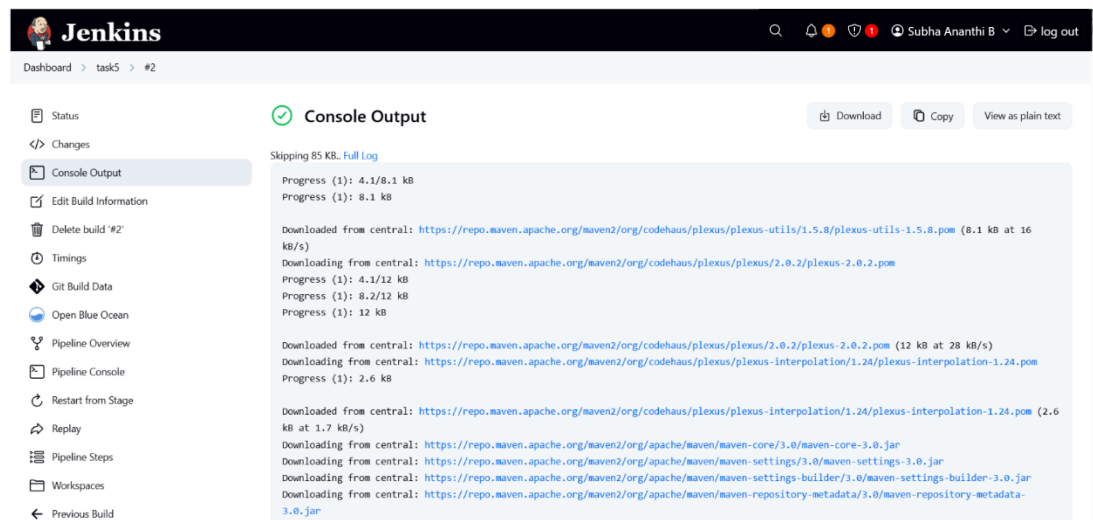 Jenkins
1
1
Subha Ananthi B
log out
Dashboard > task5 > #2
Status
Changes
Console Output
Edit Build Information
Delete build '#2'
Timings
Git Build Data
Open Blue Ocean
Pipeline Overview
Pipeline Console
Restart from Stage
Replay
Pipeline Steps
Workspaces
Previous Build
Console Output
Download
Copy
View as plain text
Skipping 85 KB.. Full Log
Progress (1): 4.1/8.1 kB
Progress (1): 8.1 kB
Downloaded from central: https://repo.maven.apache.org/maven2/org/codehaus/plexus/plexus-utils/1.5.8/plexus-utils-1.5.8.pom (8.1 kB at 16
kB/s)
Downloading from central: https://repo.maven.apache.org/maven2/org/codehaus/plexus/plexus/2.0.2/plexus-2.0.2.pom
Progress (1): 4.1/12 kB
Progress (1): 8.2/12 kB
Progress (1): 12 kB
Downloaded from central: https://repo.maven.apache.org/maven2/org/codehaus/plexus/plexus/2.0.2/plexus-2.0.2.pom (12 kB at 28 kB/s)
Downloading from central: https://repo.maven.apache.org/maven2/org/codehaus/plexus/plexus-interpolation/1.24/plexus-interpolation-1.24.pom
Progress (1): 2.6 kB
Downloaded from central: https://repo.maven.apache.org/maven2/org/codehaus/plexus/plexus-interpolation/1.24/plexus-interpolation-1.24.pom (2.6
kB at 1.7 kB/s)
Downloading from central: https://repo.maven.apache.org/maven2/org/apache/maven/maven-core/3.0/maven-core-3.0.jar
Downloading from central: https://repo.maven.apache.org/maven2/org/apache/maven/maven-settings/3.0/maven-settings-3.0.jar
Downloading from central: https://repo.maven.apache.org/maven2/org/apache/maven/maven-settings-builder/3.0/maven-settings-builder-3.0.jar
Downloading from central: https://repo.maven.apache.org/maven2/org/apache/maven/maven-repository-metadata/3.0/maven-repository-metadata-
3.0.jar